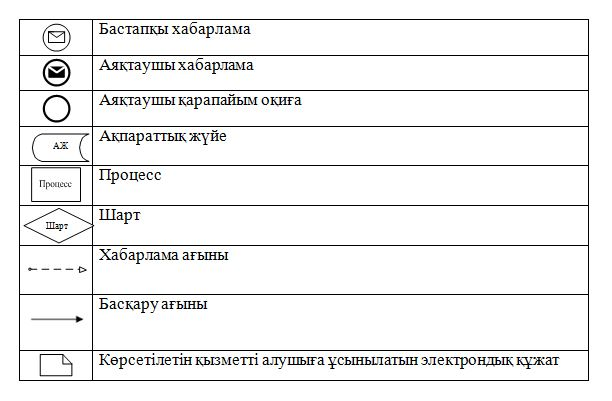 Бастапқы хабарлама
Аяқтаушы хабарлама
Аяқтаушы қарапайым оқиға
АЖ Ақпараттық жүйе
Процесс Процесс
Шарт Шарт
Хабарлама ағыны
Басқару ағыны
Көрсетілетін қызметті алушыға ұсынылатын электрондық құжат